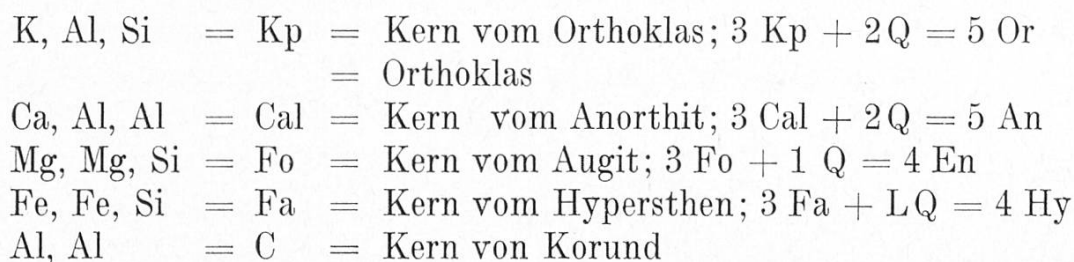 K, Al, Si = Kp = Kern vom Orthoklas; 3 Kp + 2 Q = 5 Or
= Orthoklas
Ca, Al, Al = Cal = Kern vom Anorthit; 3 Cal + 2 Q = 5 An
Mg, Mg, Si = Fo = Kern vom Augit; 3 Fo + 1 Q = 4 En
Fe, Fe, Si = Fa = Kern vom Hypersthen; 3 Fa + LQ = 4 Hy
Al, Al = C = Kern von Korund